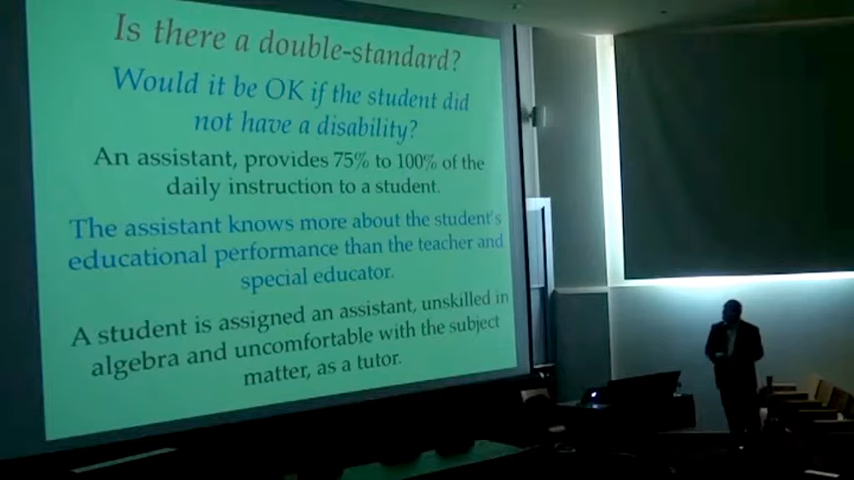 Is there a double-standard?
Would it be OK if the student did
not have a disability?
An assistant, provides 75% to 100% of the
daily instruction to a student.
The assistant knows more about the student's
educational performance than the teacher and
special educator.
A student is assigned an assistant, unskilled in
algebra and uncomfortable with the subject
matter, as a tutor.